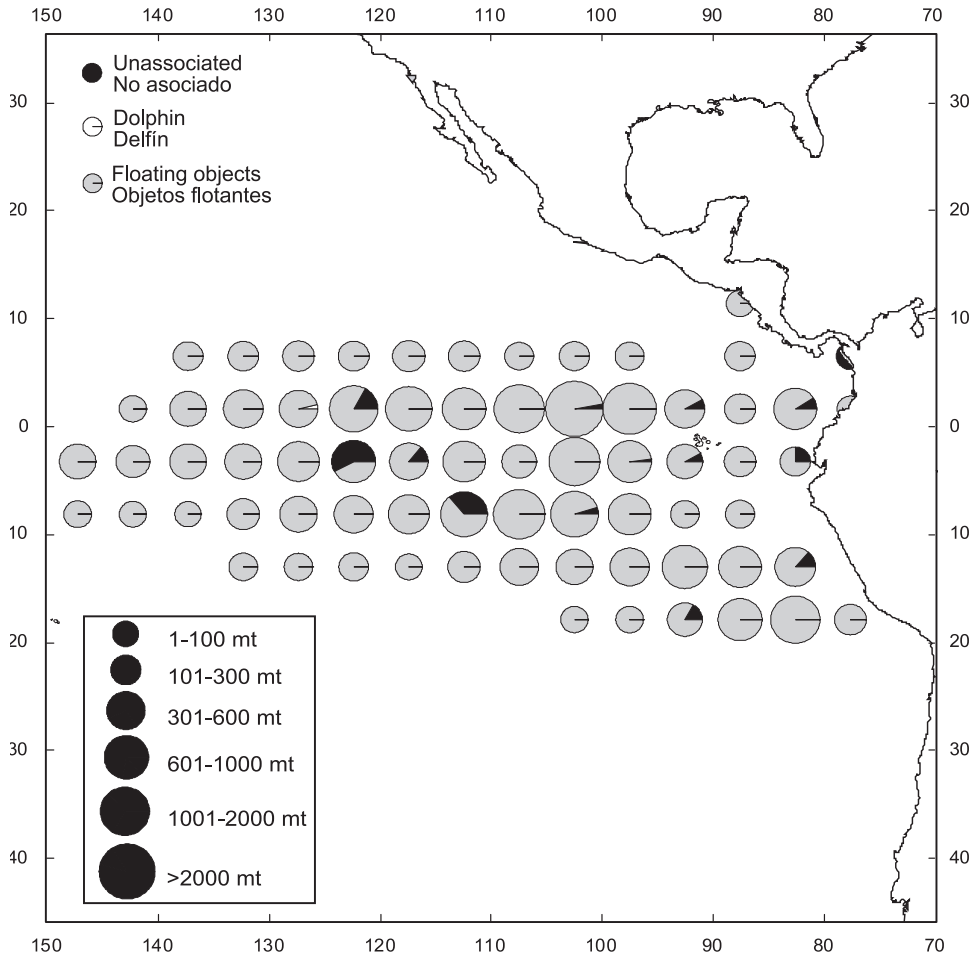 150 140 130 120 110 100 90 80 70
Unassociated
No asociado
Dolphin
Delfín
Floating objects
Objetos flotantes
30 30
20 20
10 10
0 0
10 10
20 20
30 30
40 40
1-100 mt
101-300 mt
301-600 mt
601-1000 mt
1001-2000 mt
>2000 mt
150 140 130 120 110 100 90 80 70